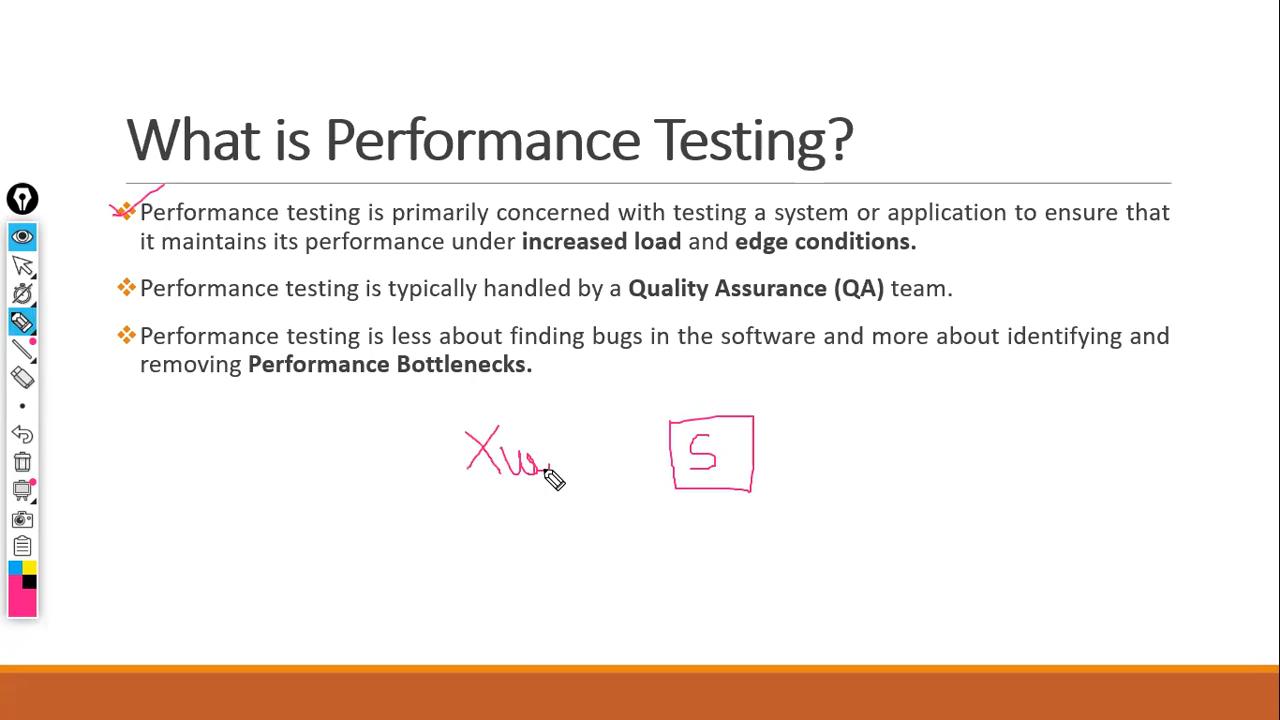 What is Performance Testing?
Performance testing is primarily concerned with testing a system or application to ensure that
it maintains its performance under increased load and edge conditions.
Performance testing is typically handled by a Quality Assurance (QA) team.
Performance testing is less about finding bugs in the software and more about identifying and
removing Performance Bottlenecks.
S